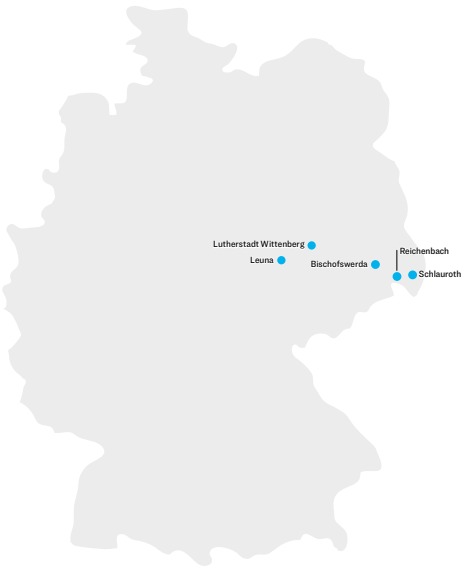 Lutherstadt Wittenberg
Reichenbach
Leuna
Bischofswerda
Schlauroth